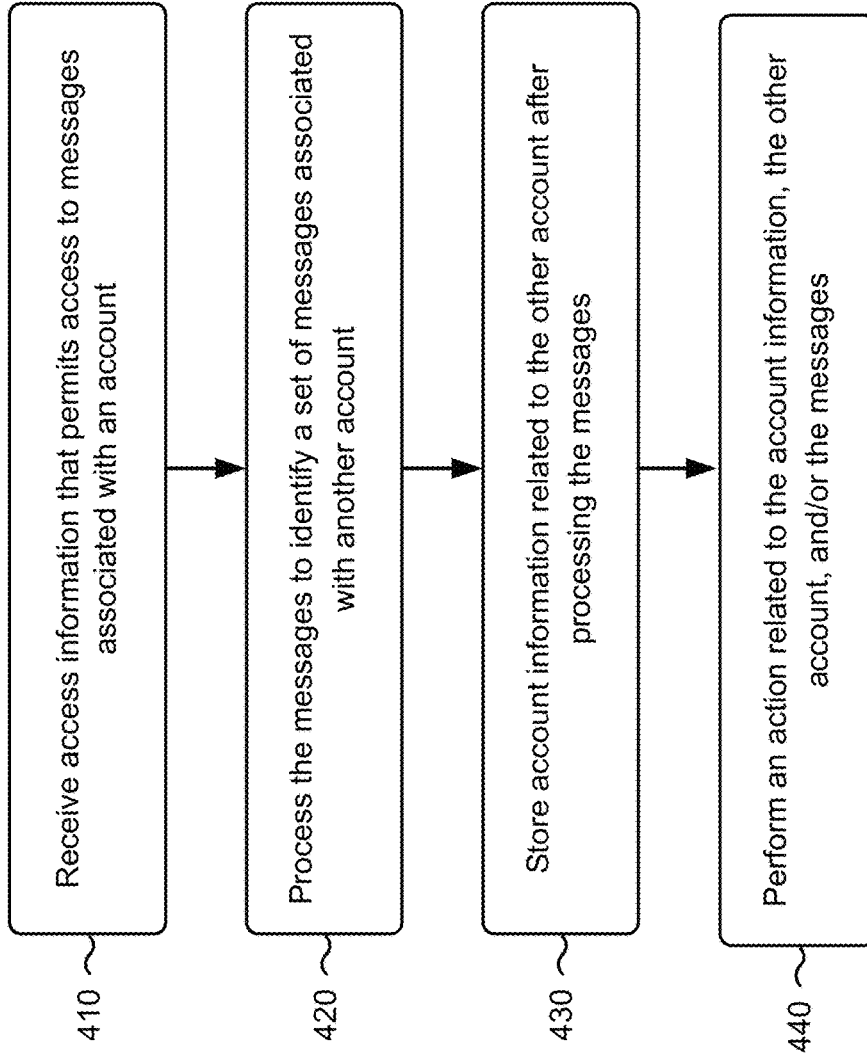 410
Receive access information that permits access to messages
associated with an account
420
Process the messages to identify a set of messages associated
with another account
430
Store account information related to the other account after
processing the messages
440
Perform an action related to the account information, the other
account, and/or the messages